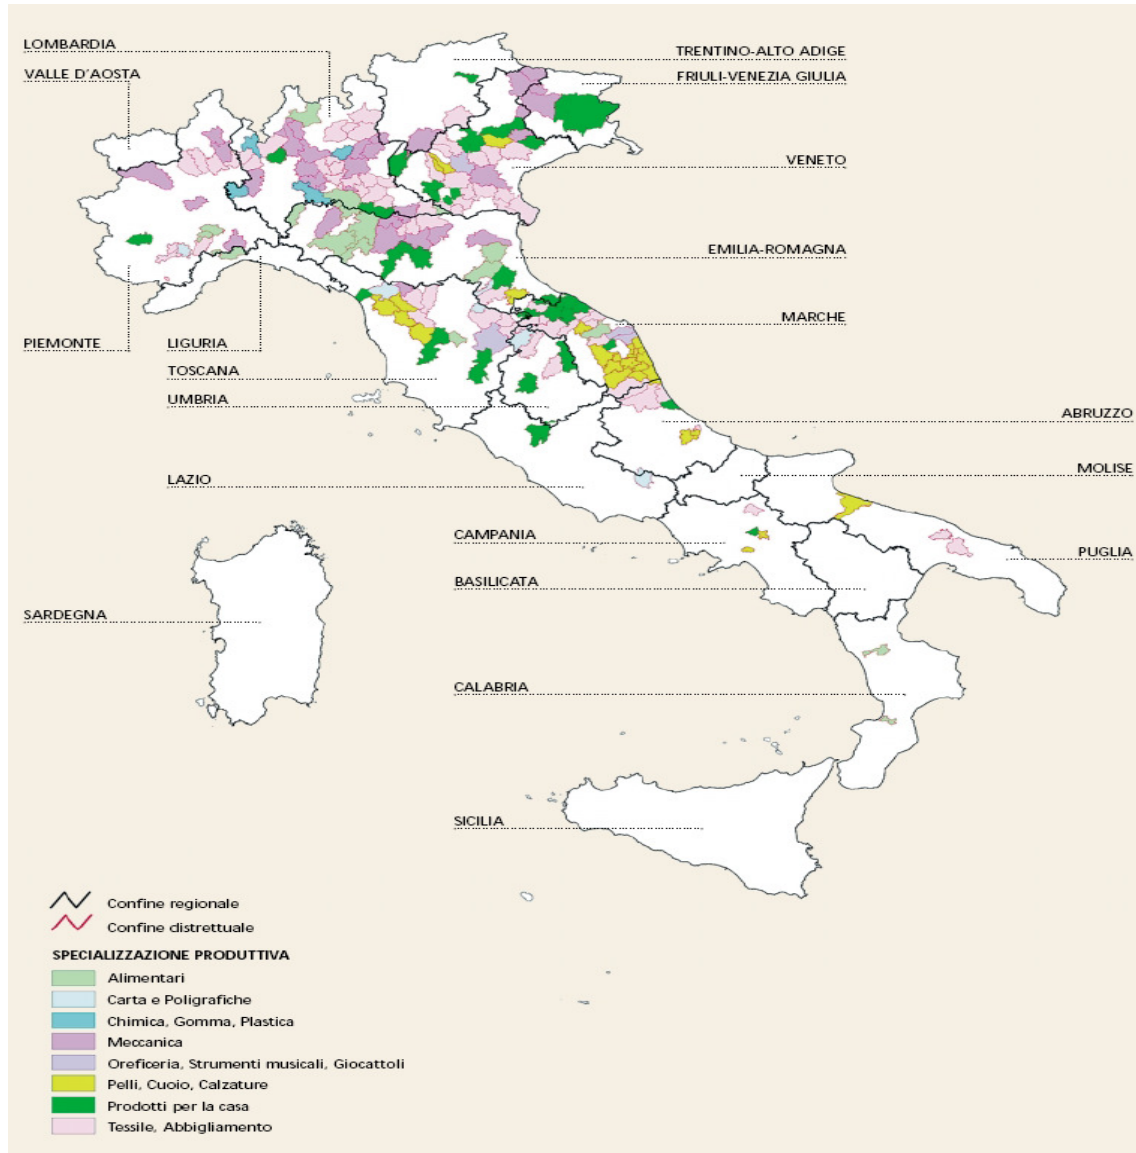 LOMBARDIA
VALLE D'AOSTA
TRENTINO-ALTO ADIGE
FRIULI-VENEZIA GIULIA
VENETO
EMILIA-ROMAGNA
MARCHE
PIEMONTE
LIGURIA
TOSCANA
UMBRIA
ABRUZZO
LAZIO
MOLISE
CAMPANIA
PUGLIA
BASILICATA
SARDEGNA
CALABRIA
SICILIA
Confine regionale
Confine distrettuale
SPECIALIZZAZIONE PRODUTTIVA
Alimentari
Carta e Poligrafiche
Chimica, Gomma, Plastica
Meccanica
Oreficeria, Strumenti musicali, Giocattoli
Pelli, Cuoio, Calzature
Prodotti per la casa
Tessile, Abbigliamento